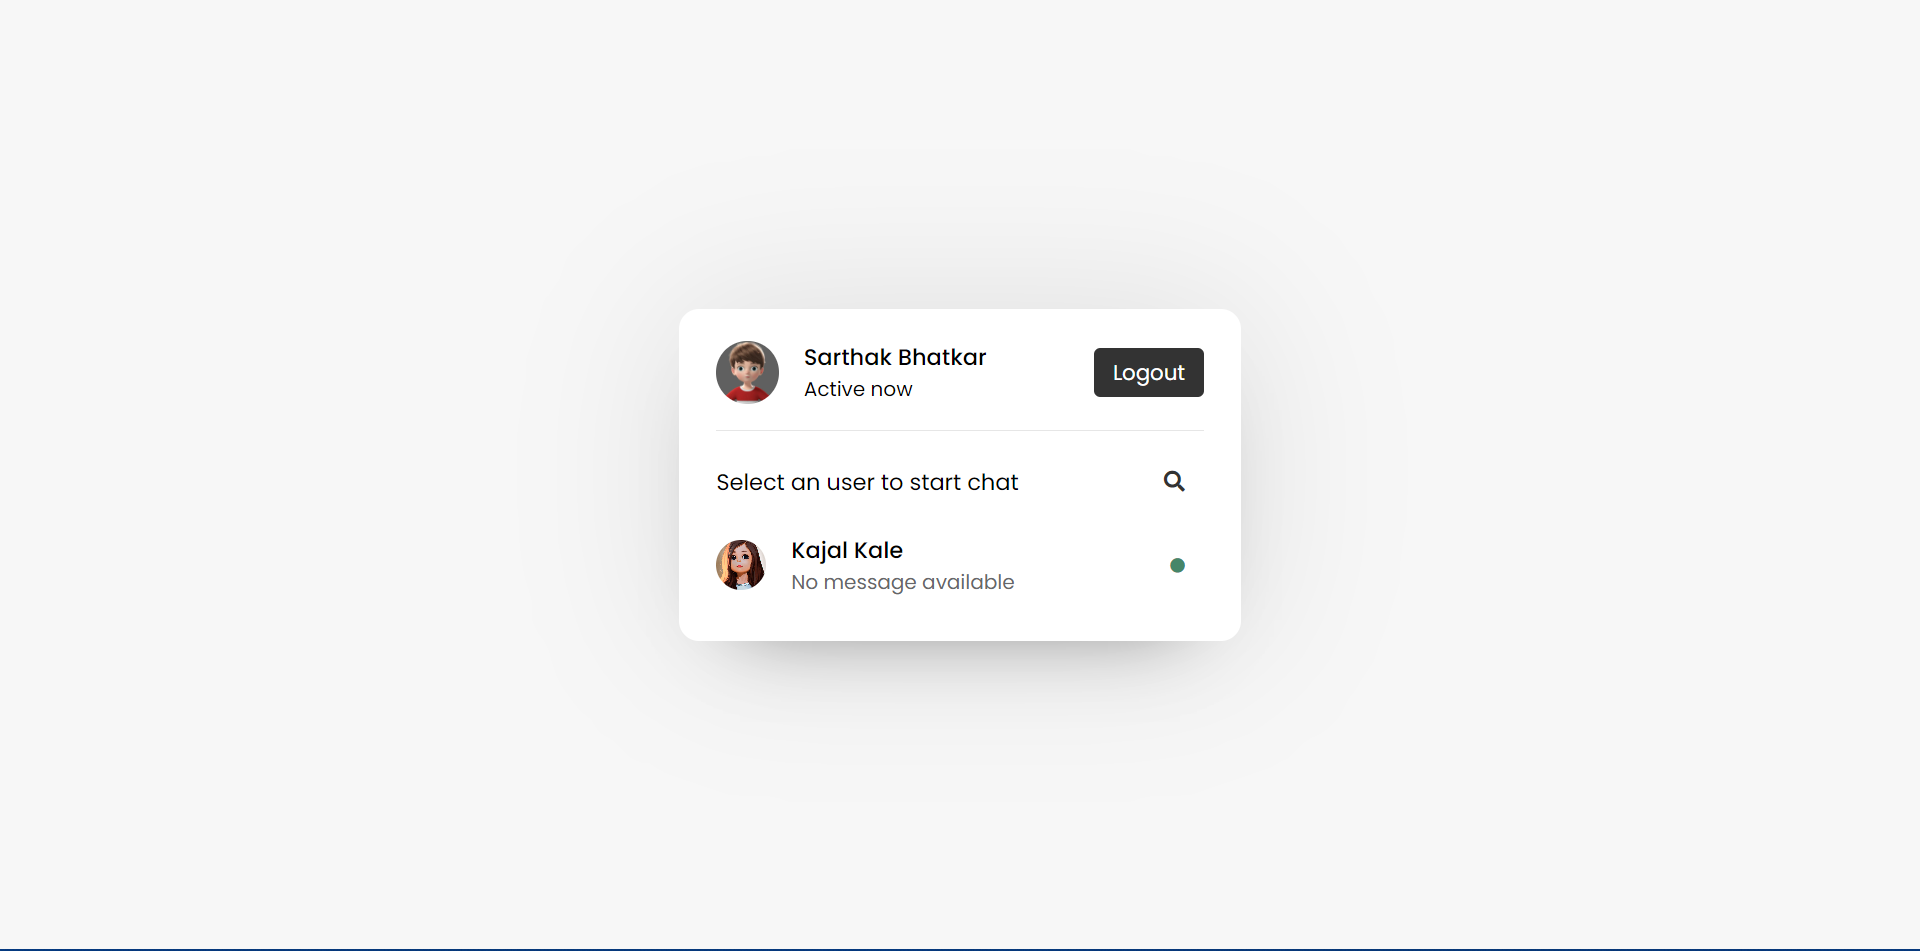 Sarthak Bhatkar
Active now
Logout
Select an user to start chat
Kajal Kale
No message available